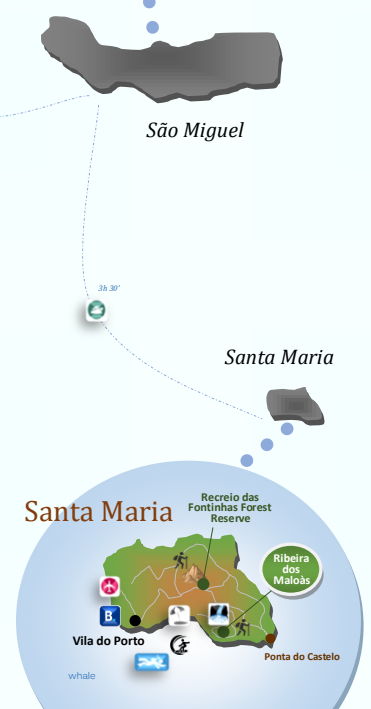 São Miguel
3h 30'
Santa Maria
Santa Maria
Recreio das
Fontinhas Forest
Reserve
Ribeira
dos
Maloàs
B.
Vila do Porto
Ponta do Castelo
whale